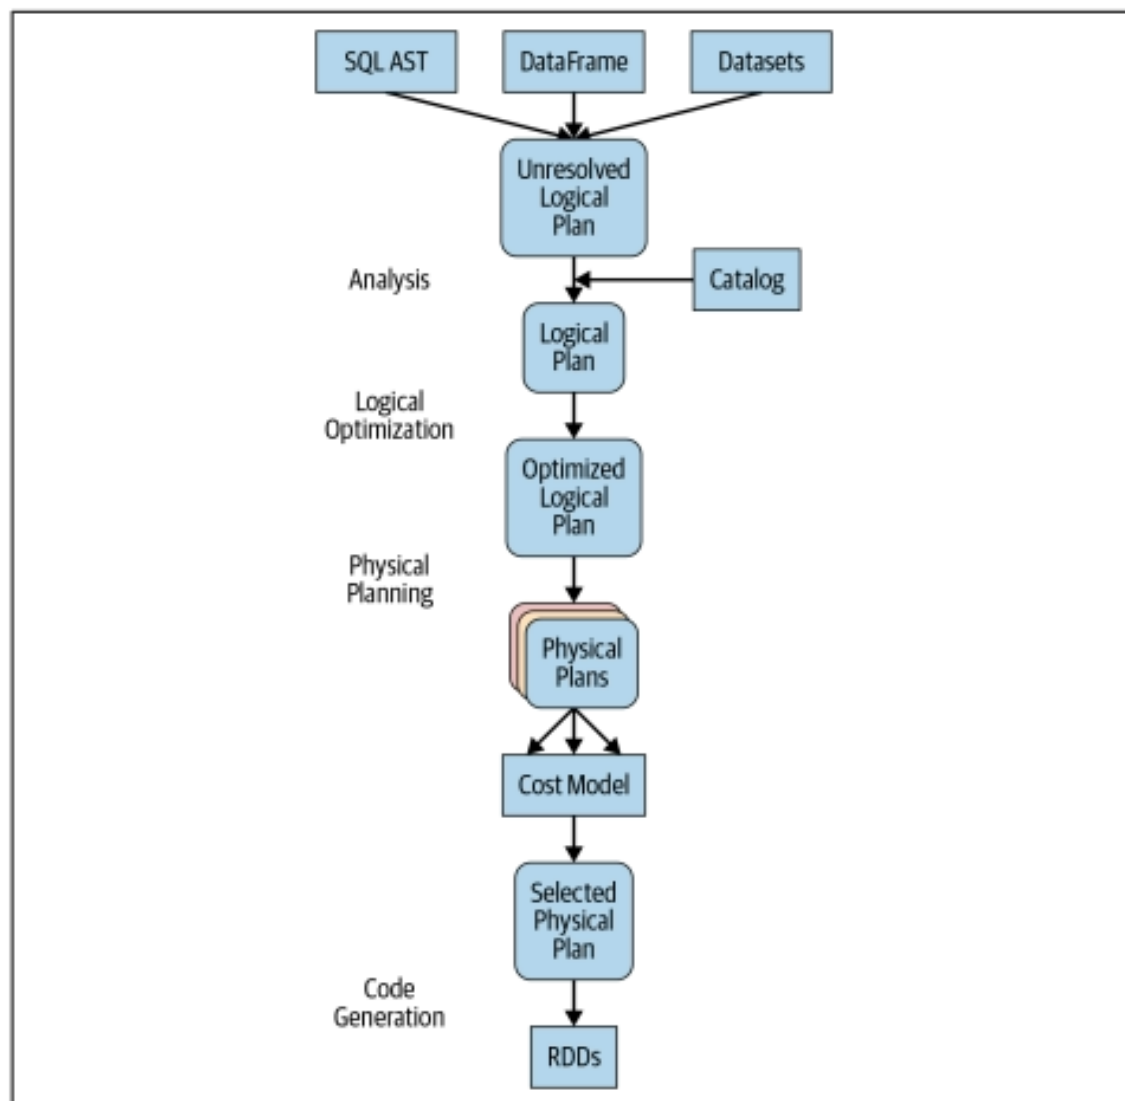 SQL AST
DataFrame
Datasets
Unresolved
Logical
Plan
Analysis
Catalog
Logical
Plan
Logical
Optimization
Optimized
Logical
Plan
Physical
Planning
Physical
Plans
Cost Model
Selected
Physical
Plan
Code
Generation
RDDs